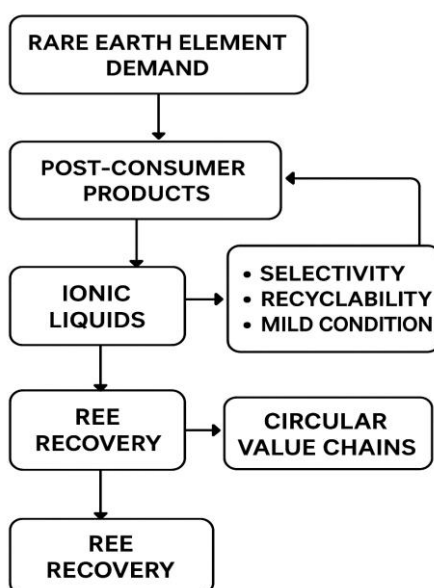 RARE EARTH ELEMENT
DEMAND
POST-CONSUMER
PRODUCTS
IONIC
LIQUIDS
• SELECTIVITY
• RECYCLABILITY
• MILD CONDITION
REE
RECOVERY
CIRCULAR
VALUE CHAINS
REE
RECOVERY